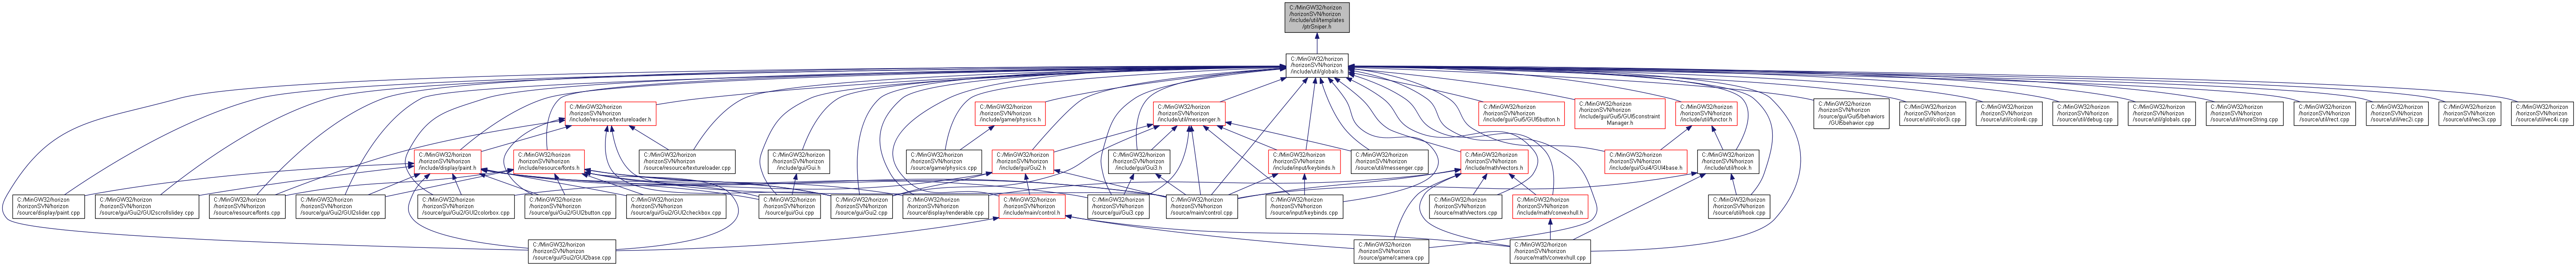 C:/MinGW32/horizon
/horizonSVN/horizon
/include/util/templates
/ptrSniper.h
C:/MinGW32/horizon
/horizonSVN/horizon
/include/util/globals.h
C:/MinGW32/horizon
/horizonSVN/horizon
/include/resource/textureloader.h
C:/MinGW32/horizon
/horizonSVN/horizon
/include/game/physics.h
C:/MinGW32/horizon
/horizonSVN/horizon
/include/util/messenger.h
C:/MinGW32/horizon
/horizonSVN/horizon
/include/gui/Gui5/GUI5button.h
C:/MinGW32/horizon
/horizonSVN/horizon
/include/gui/Gui6/GUI6constraint
Manager.h
C:/MinGW32/horizon
/horizonSVN/horizon
/include/util/functor.h
C:/MinGW32/horizon
/horizonSVN/horizon
/source/gui/Gui6/behaviors
/GUI6behavior.cpp
C:/MinGW32/horizon
/horizonSVN/horizon
/source/util/color3i.cpp
C:/MinGW32/horizon
/horizonSVN/horizon
/source/util/color4i.cpp
C:/MinGW32/horizon
/horizonSVN/horizon
/source/util/debug.cpp
C:/MinGW32/horizon
/horizonSVN/horizon
/source/util/globals.cpp
C:/MinGW32/horizon
/horizonSVN/horizon
/source/util/moreString.cpp
C:/MinGW32/horizon
/horizonSVN/horizon
/source/util/rect.cpp
C:/MinGW32/horizon
/horizonSVN/horizon
/source/util/vec2i.cpp
C:/MinGW32/horizon
/horizonSVN/horizon
/source/util/vec3i.cpp
C:/MinGW32/horizon
/horizonSVN/horizon
/source/util/vec4i.cpp
C:/MinGW32/horizon
/horizonSVN/horizon
/include/display/paint.h
C:/MinGW32/horizon
/horizonSVN/horizon
/include/resource/fonts.h
C:/MinGW32/horizon
/horizonSVN/horizon
/source/resource/textureloader.cpp
C:/MinGW32/horizon
/horizonSVN/horizon
/include/gui/Gui.h
C:/MinGW32/horizon
/horizonSVN/horizon
/source/game/physics.cpp
C:/MinGW32/horizon
/horizonSVN/horizon
/include/gui/Gui2.h
C:/MinGW32/horizon
/horizonSVN/horizon
/include/gui/Gui3.h
C:/MinGW32/horizon
/horizonSVN/horizon
/include/input/keybinds.h
C:/MinGW32/horizon
/horizonSVN/horizon
/source/util/messenger.cpp
C:/MinGW32/horizon
/horizonSVN/horizon
/include/math/vectors.h
C:/MinGW32/horizon
/horizonSVN/horizon
/include/gui/Gui4/GUI4base.h
C:/MinGW32/horizon
/horizonSVN/horizon
/include/util/hook.h
C:/MinGW32/horizon
/horizonSVN/horizon
/source/display/paint.cpp
C:/MinGW32/horizon
/horizonSVN/horizon
/source/gui/Gui2/GUI2scrollslidey.cpp
C:/MinGW32/horizon
/horizonSVN/horizon
/source/resource/fonts.cpp
C:/MinGW32/horizon
/horizonSVN/horizon
/source/gui/Gui2/GUI2slider.cpp
C:/MinGW32/horizon
/horizonSVN/horizon
/source/gui/Gui2/GUI2colorbox.cpp
C:/MinGW32/horizon
/horizonSVN/horizon
/source/gui/Gui2/GUI2button.cpp
C:/MinGW32/horizon
/horizonSVN/horizon
/source/gui/Gui2/GUI2checkbox.cpp
C:/MinGW32/horizon
/horizonSVN/horizon
/source/gui/Gui.cpp
C:/MinGW32/horizon
/horizonSVN/horizon
/source/gui/Gui2.cpp
C:/MinGW32/horizon
/horizonSVN/horizon
/source/display/renderable.cpp
C:/MinGW32/horizon
/horizonSVN/horizon
/include/main/control.h
C:/MinGW32/horizon
/horizonSVN/horizon
/source/gui/Gui3.cpp
C:/MinGW32/horizon
/horizonSVN/horizon
/source/main/control.cpp
C:/MinGW32/horizon
/horizonSVN/horizon
/source/input/keybinds.cpp
C:/MinGW32/horizon
/horizonSVN/horizon
/source/math/vectors.cpp
C:/MinGW32/horizon
/horizonSVN/horizon
/include/math/convexhull.h
C:/MinGW32/horizon
/horizonSVN/horizon
/source/util/hook.cpp
C:/MinGW32/horizon
/horizonSVN/horizon
/source/gui/Gui2/GUI2base.cpp
C:/MinGW32/horizon
/horizonSVN/horizon
/source/game/camera.cpp
C:/MinGW32/horizon
/horizonSVN/horizon
/source/math/convexhull.cpp